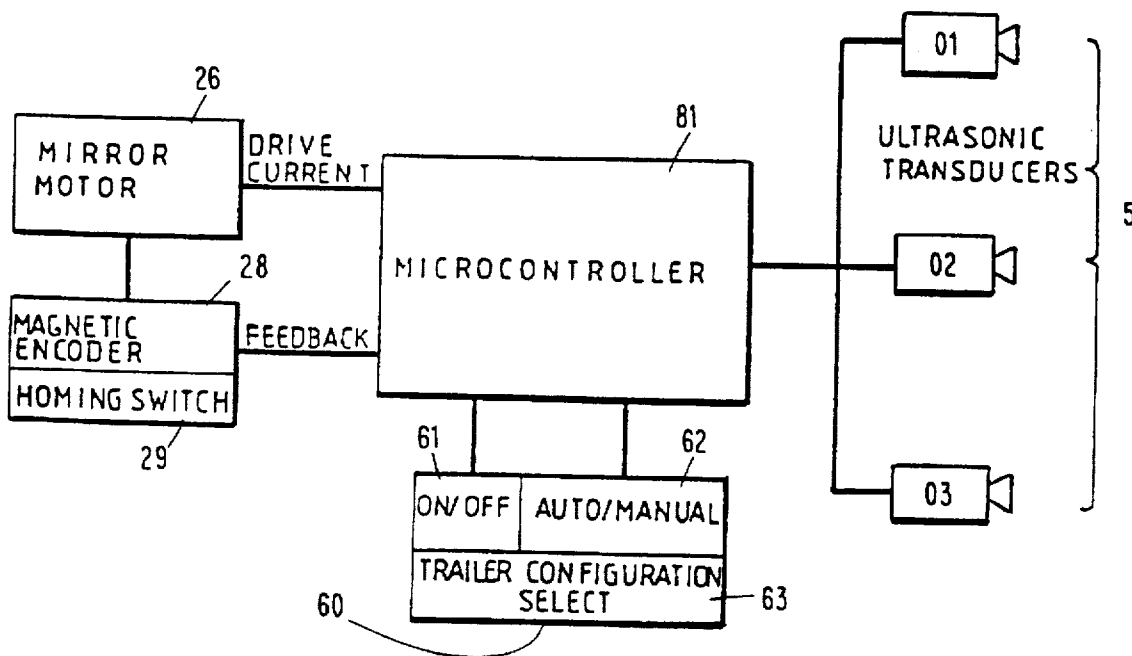 26
MIRROR
MOTOR
DRIVE
CURRENT
81
MICROCONTROLLER
01
ULTRASONIC
TRANSDUCERS
5
02
03
28
MAGNETIC
ENCODER
HOMING SWITCH
29
FEEDBACK
61
62
ON/OFF
AUTO/MANUAL
TRAILER CONFIGURATION
SELECT
63
60